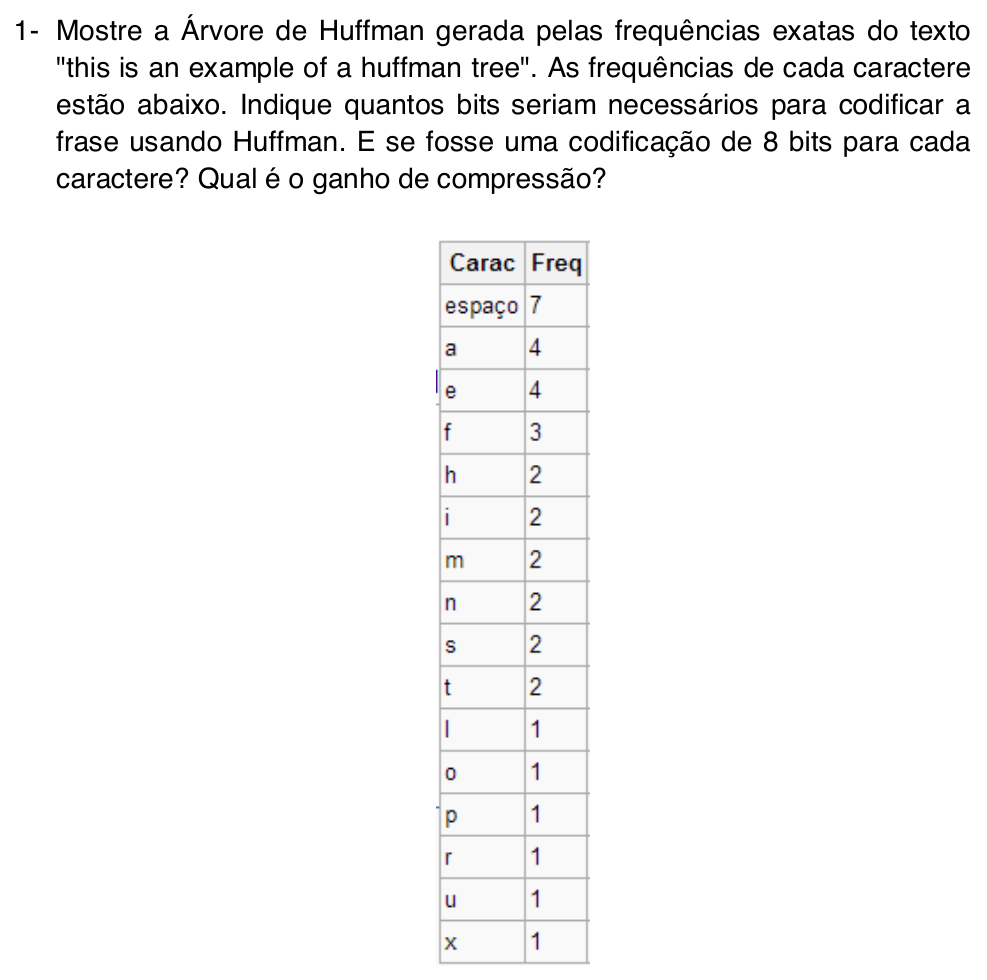 1- Mostre a Árvore de Huffman gerada pelas frequências exatas do texto
"this is an example of a huffman tree". As frequências de cada caractere
estão abaixo. Indique quantos bits seriam necessários para codificar a
frase usando Huffman. E se fosse uma codificação de 8 bits para cada
caractere? Qual é o ganho de compressão?
Carac Freq
espaço 7
a 4
e 4
f 3
h 2
i 2
m 2
n 2
s 2
t 2
l 1
o 1
p 1
r 1
u 1
x 1